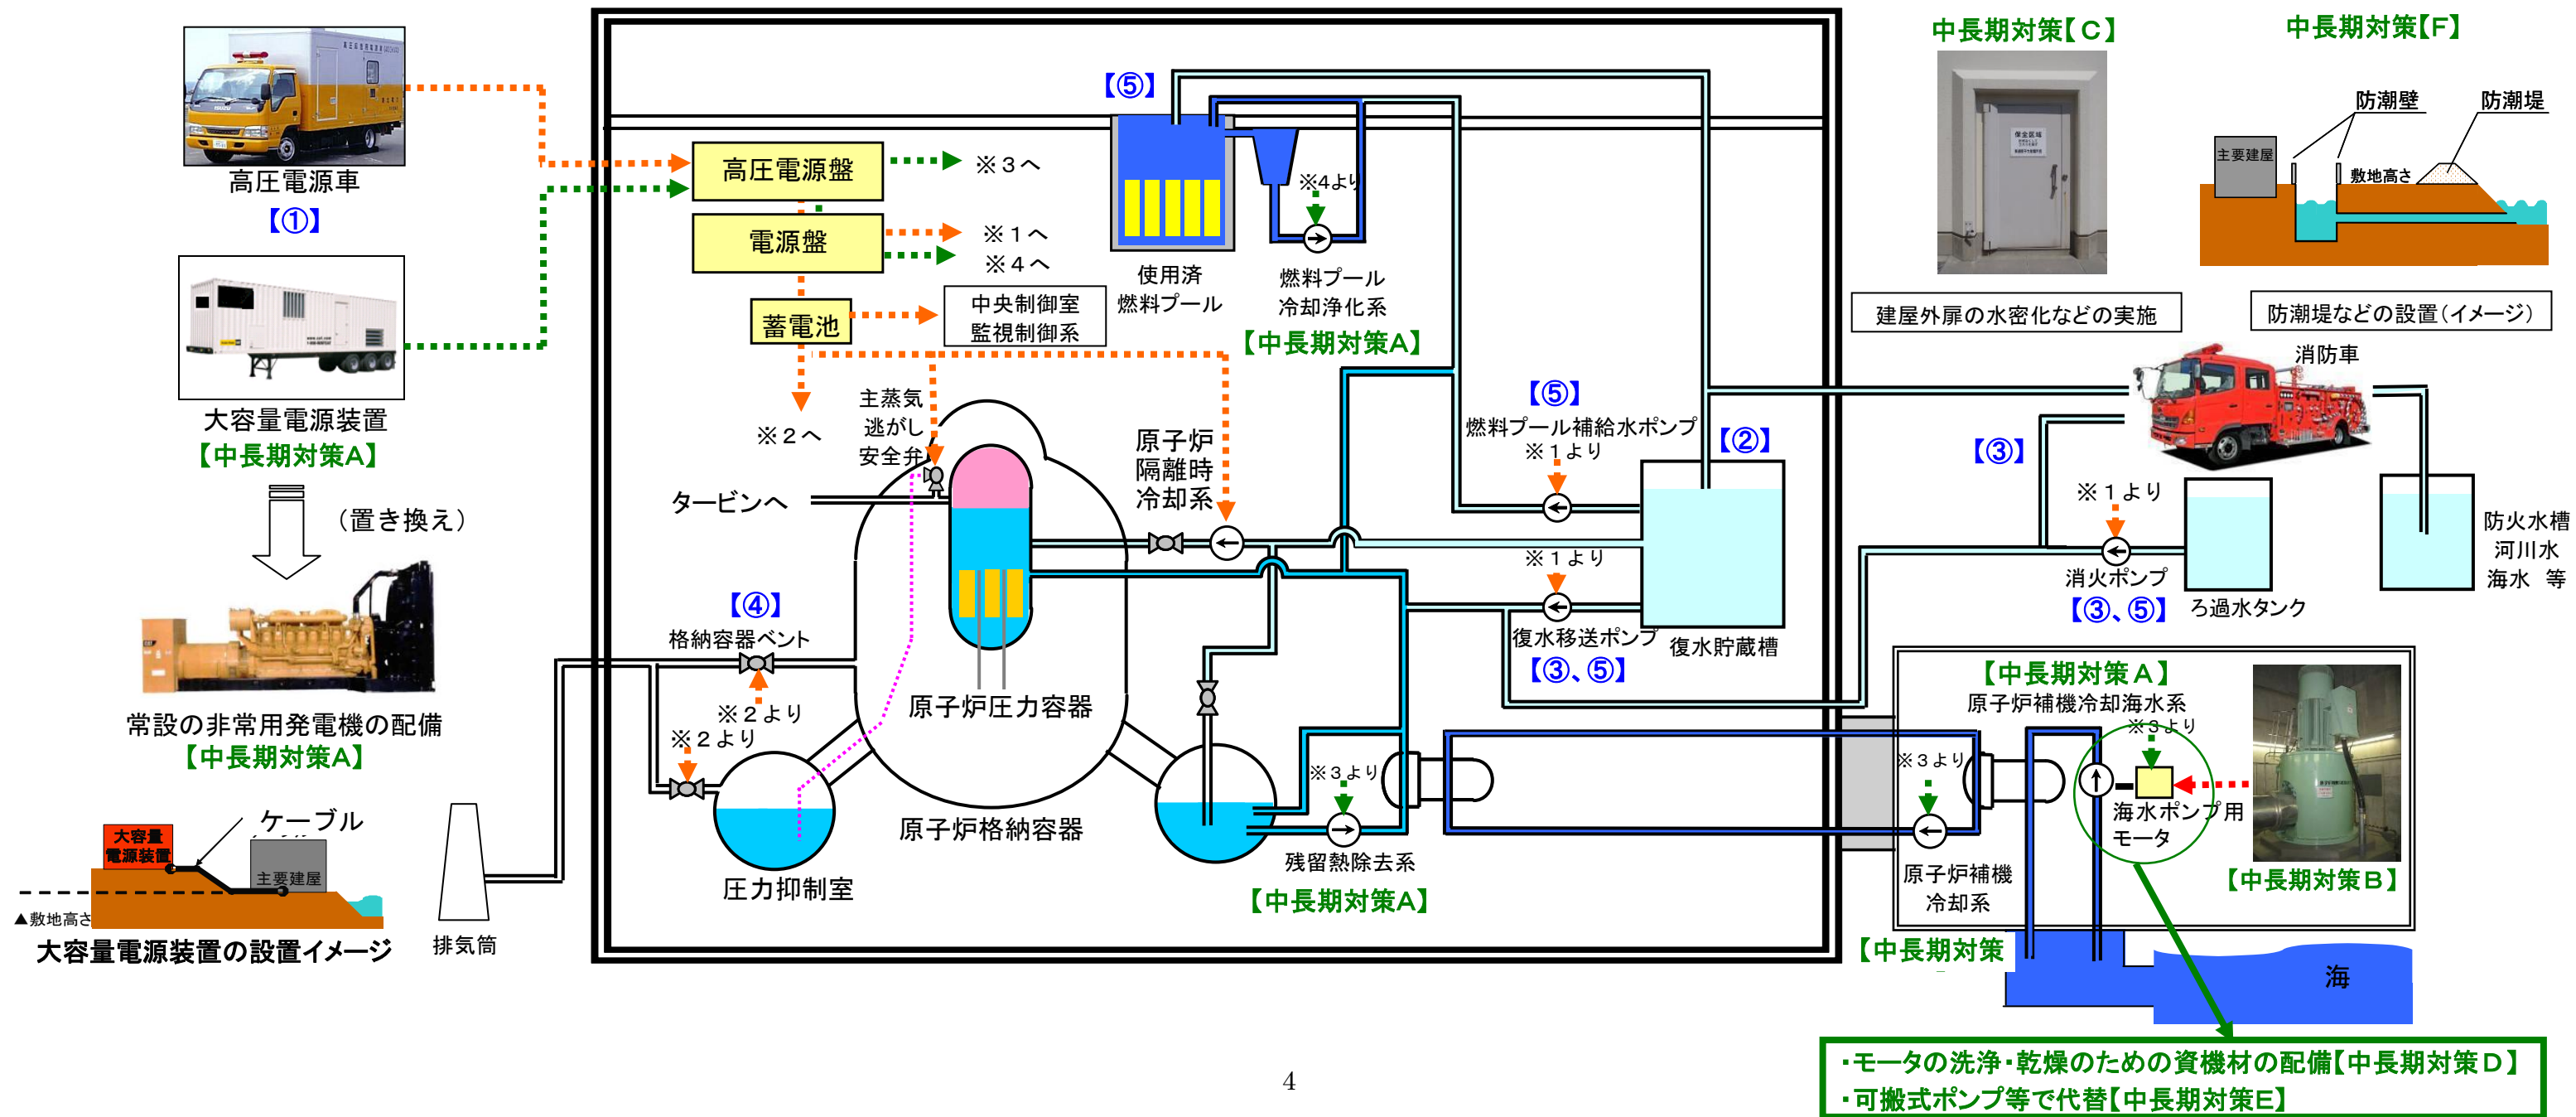 高圧電源車
【①】
大容量電源装置
【中長期対策A】
（置き換え）
常設の非常用発電機の配備
【中長期対策A】
ケーブル
大容量
電源装置
主要建屋
▲敷地高さ
大容量電源装置の設置イメージ
排気筒
高圧電源盤
※３へ
電源盤
※１へ
※４へ
蓄電池
中央制御室
監視制御系
※２へ
【⑤】
使用済
燃料プール
※4より
燃料プール
冷却浄化系
【中長期対策A】
主蒸気
逃がし
安全弁
タービンへ
原子炉
隔離時
冷却系
【④】
格納容器ベント
※２より
※２より
原子炉圧力容器
原子炉格納容器
圧力抑制室
※３より
残留熱除去系
【中長期対策A】
【⑤】
燃料プール補給水ポンプ
※１より
【②】
※１より
復水移送ポンプ
【③、⑤】
復水貯蔵槽
中長期対策【C】
保全区域
建屋外扉の水密化などの実施
中長期対策【F】
防潮壁
防潮堤
主要建屋
敷地高さ
防潮堤などの設置（イメージ）
消防車
【③】
※１より
消火ポンプ
【③、⑤】
ろ過水タンク
防火水槽
河川水
海水 等
【中長期対策Ａ】
原子炉補機冷却海水系
※３より
※３より
海水ポンプ用
モータ
原子炉補機
冷却系
【中長期対策Ｂ】
【中長期対策
海
・モータの洗浄・乾燥のための資機材の配備【中長期対策Ｄ】
・可搬式ポンプ等で代替【中長期対策E】
4